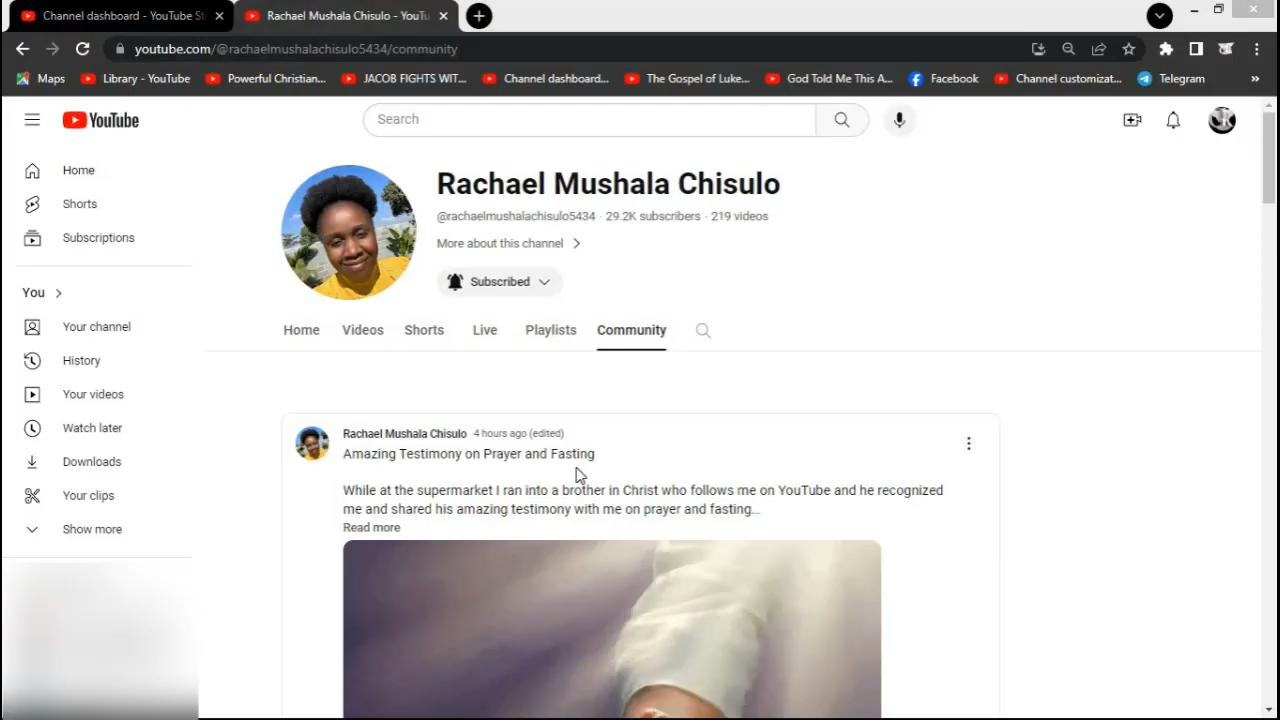 Channel dashboard - YouTube St
Rachael Mushala Chisulo - YouTu
youtube.com/@rachaelmushalachisulo5434/community
Maps
Library - YouTube
Powerful Christian...
JACOB FIGHTS WIT...
Channel dashboard...
The Gospel of Luke...
God Told Me This A...
Facebook
Channel customizat...
Telegram
»
YouTube
Search
Home
Shorts
Subscriptions
You
Your channel
History
Your videos
Watch later
Downloads
Your clips
Show more
Rachael Mushala Chisulo
@rachaelmushalachisulo5434 · 29.2K subscribers · 219 videos
More about this channel
Subscribed
Home Videos Shorts Live Playlists Community
Rachael Mushala Chisulo 4 hours ago (edited)
Amazing Testimony on Prayer and Fasting
While at the supermarket I ran into a brother in Christ who follows me on YouTube and he recognized
me and shared his amazing testimony with me on prayer and fasting...
Read more